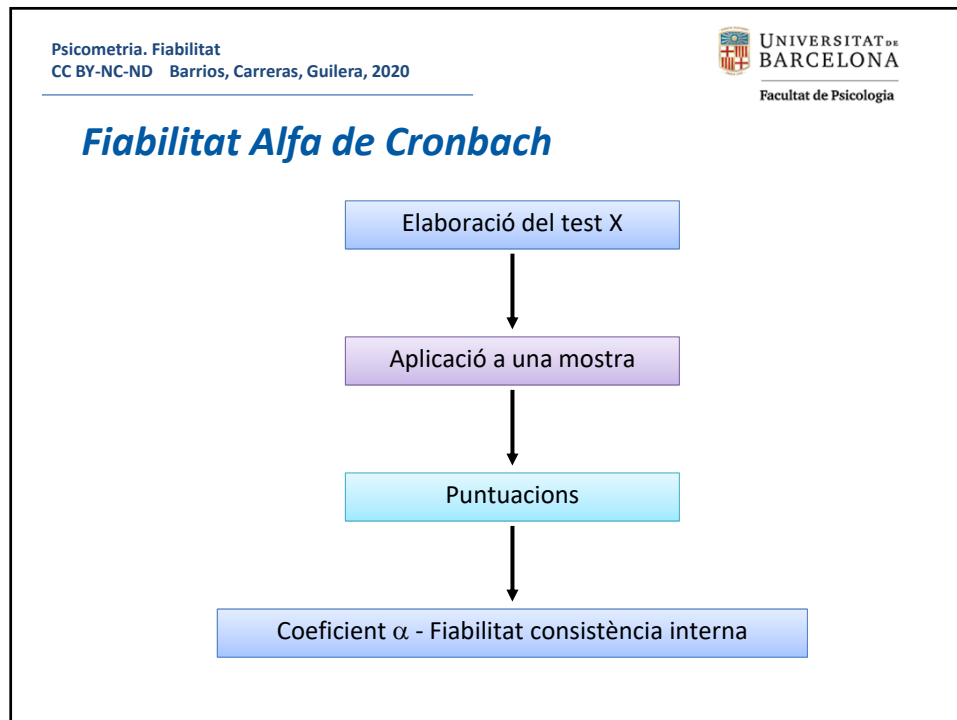 Psicometria. Fiabilitat
CC BY-NC-ND Barrios, Carreras, Guilera, 2020
UNIVERSITAT DE
BARCELONA
Facultat de Psicologia
Fiabilitat Alfa de Cronbach
Elaboració del test X
Aplicació a una mostra
Puntuacions
Coeficient α - Fiabilitat consistència interna